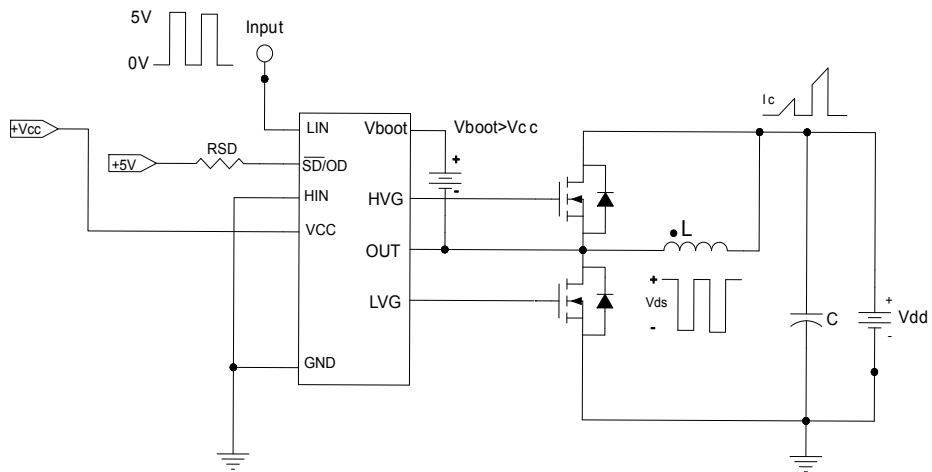 5V
Input
0V
Ic
+Vcc
LIN
Vboot
Vboot>Vcc
RSD
+5V
SD/OD
+
-
HIN
HVG
VCC
L
OUT
+
Vds
-
LVG
C
+
Vdd
-
GND